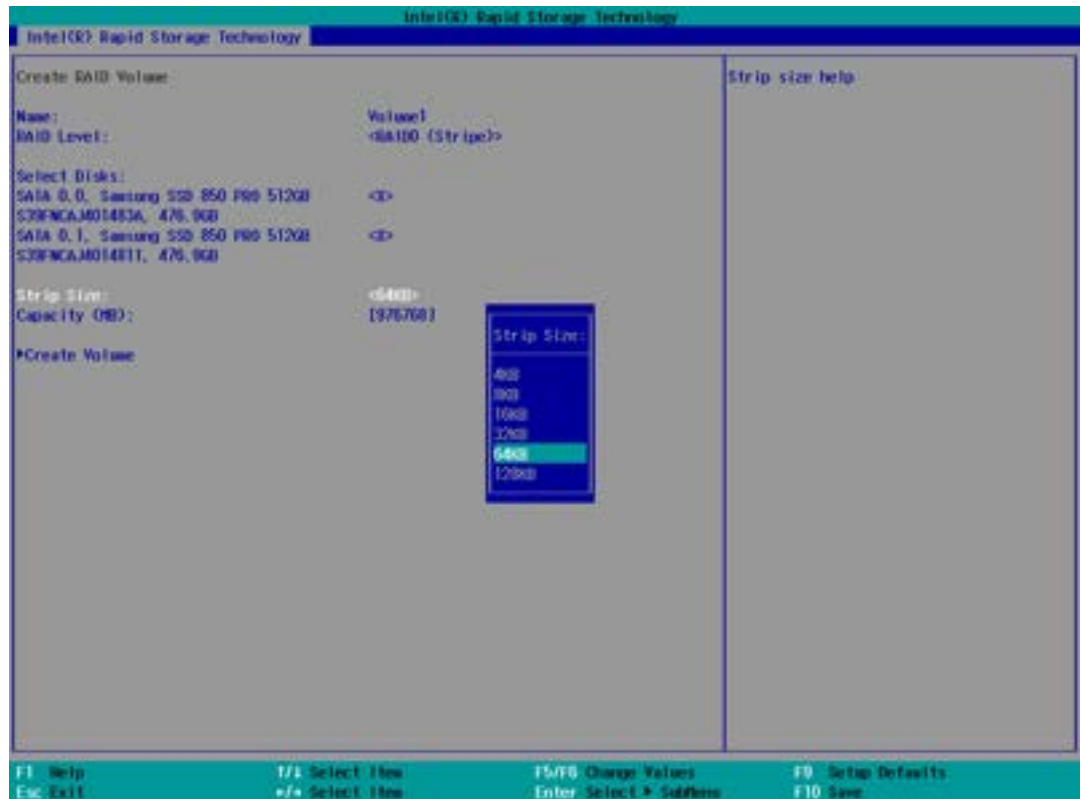 Intel(R) Rapid Storage Technology
Intel(R) Rapid Storage Technology
Create RAID Volume
Strip size help
Name: Volume1
RAID Level: <RAID0 (Stripe)>
Select Disks:
SATA 0.0, Samsung SSD 850 PRO 512GB <X>
476.9GB
SATA 0.1, Samsung SSD 850 PRO 512GB <X>
476.9GB
Strip Size: <64KB>
Capacity (MB): [976768]
▶Create Volume
Strip Size:
4KB
8KB
16KB
32KB
64KB
128KB
F1 Help ↑/↓ Select Item F5/F6 Change Values F9 Setup Defaults
Esc Exit Select Item Enter Select ▶ SubMenu F10 Save